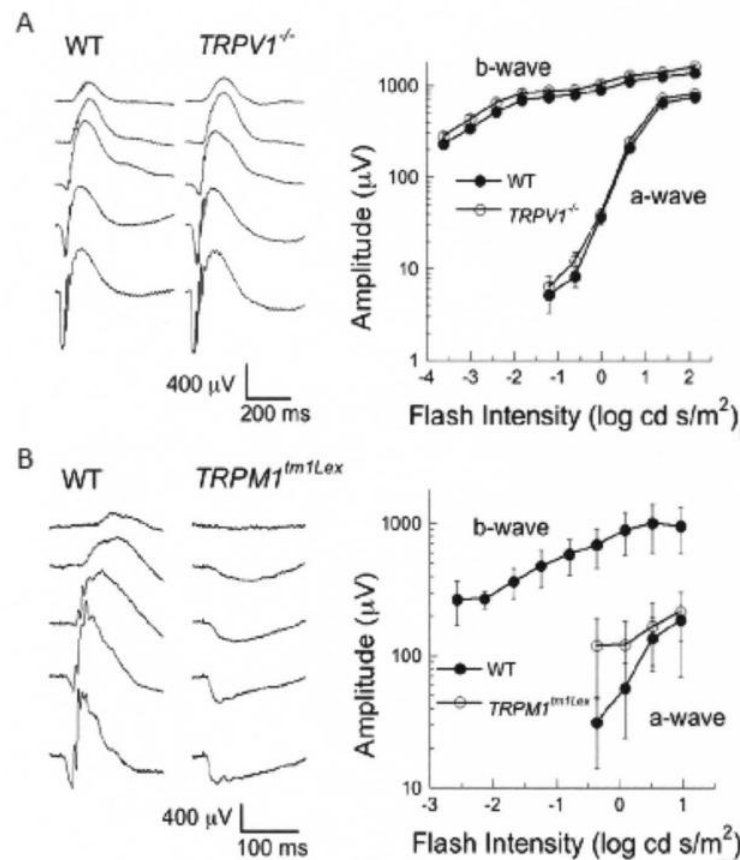 A
WT TRPV1-/-
400 µV
200 ms
b-wave
WT
TRPV1-/-
a-wave
Amplitude (µV)
1000
100
10
1
-4 -3 -2 -1 0 1 2
Flash Intensity (log cd s/m²)
B
WT TRPM1tm1Lex
400 µV
100 ms
b-wave
WT
TRPM1tm1Lex
a-wave
Amplitude (µV)
1000
100
10
-3 -2 -1 0 1
Flash Intensity (log cd s/m²)